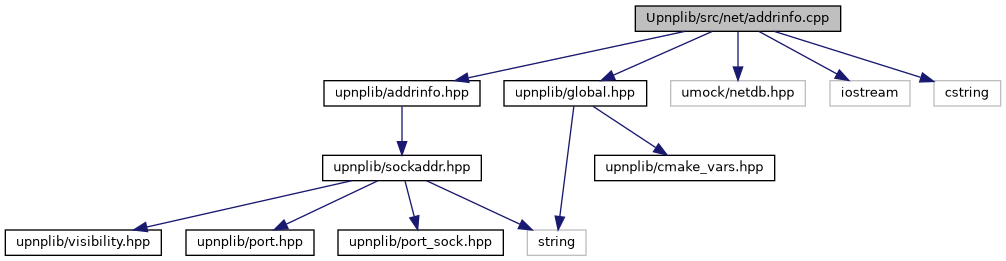 Upnplib/src/net/addrinfo.cpp
upnplib/addrinfo.hpp
upnplib/global.hpp
umock/netdb.hpp
iostream
cstring
upnplib/sockaddr.hpp
upnplib/cmake_vars.hpp
upnplib/visibility.hpp
upnplib/port.hpp
upnplib/port_sock.hpp
string